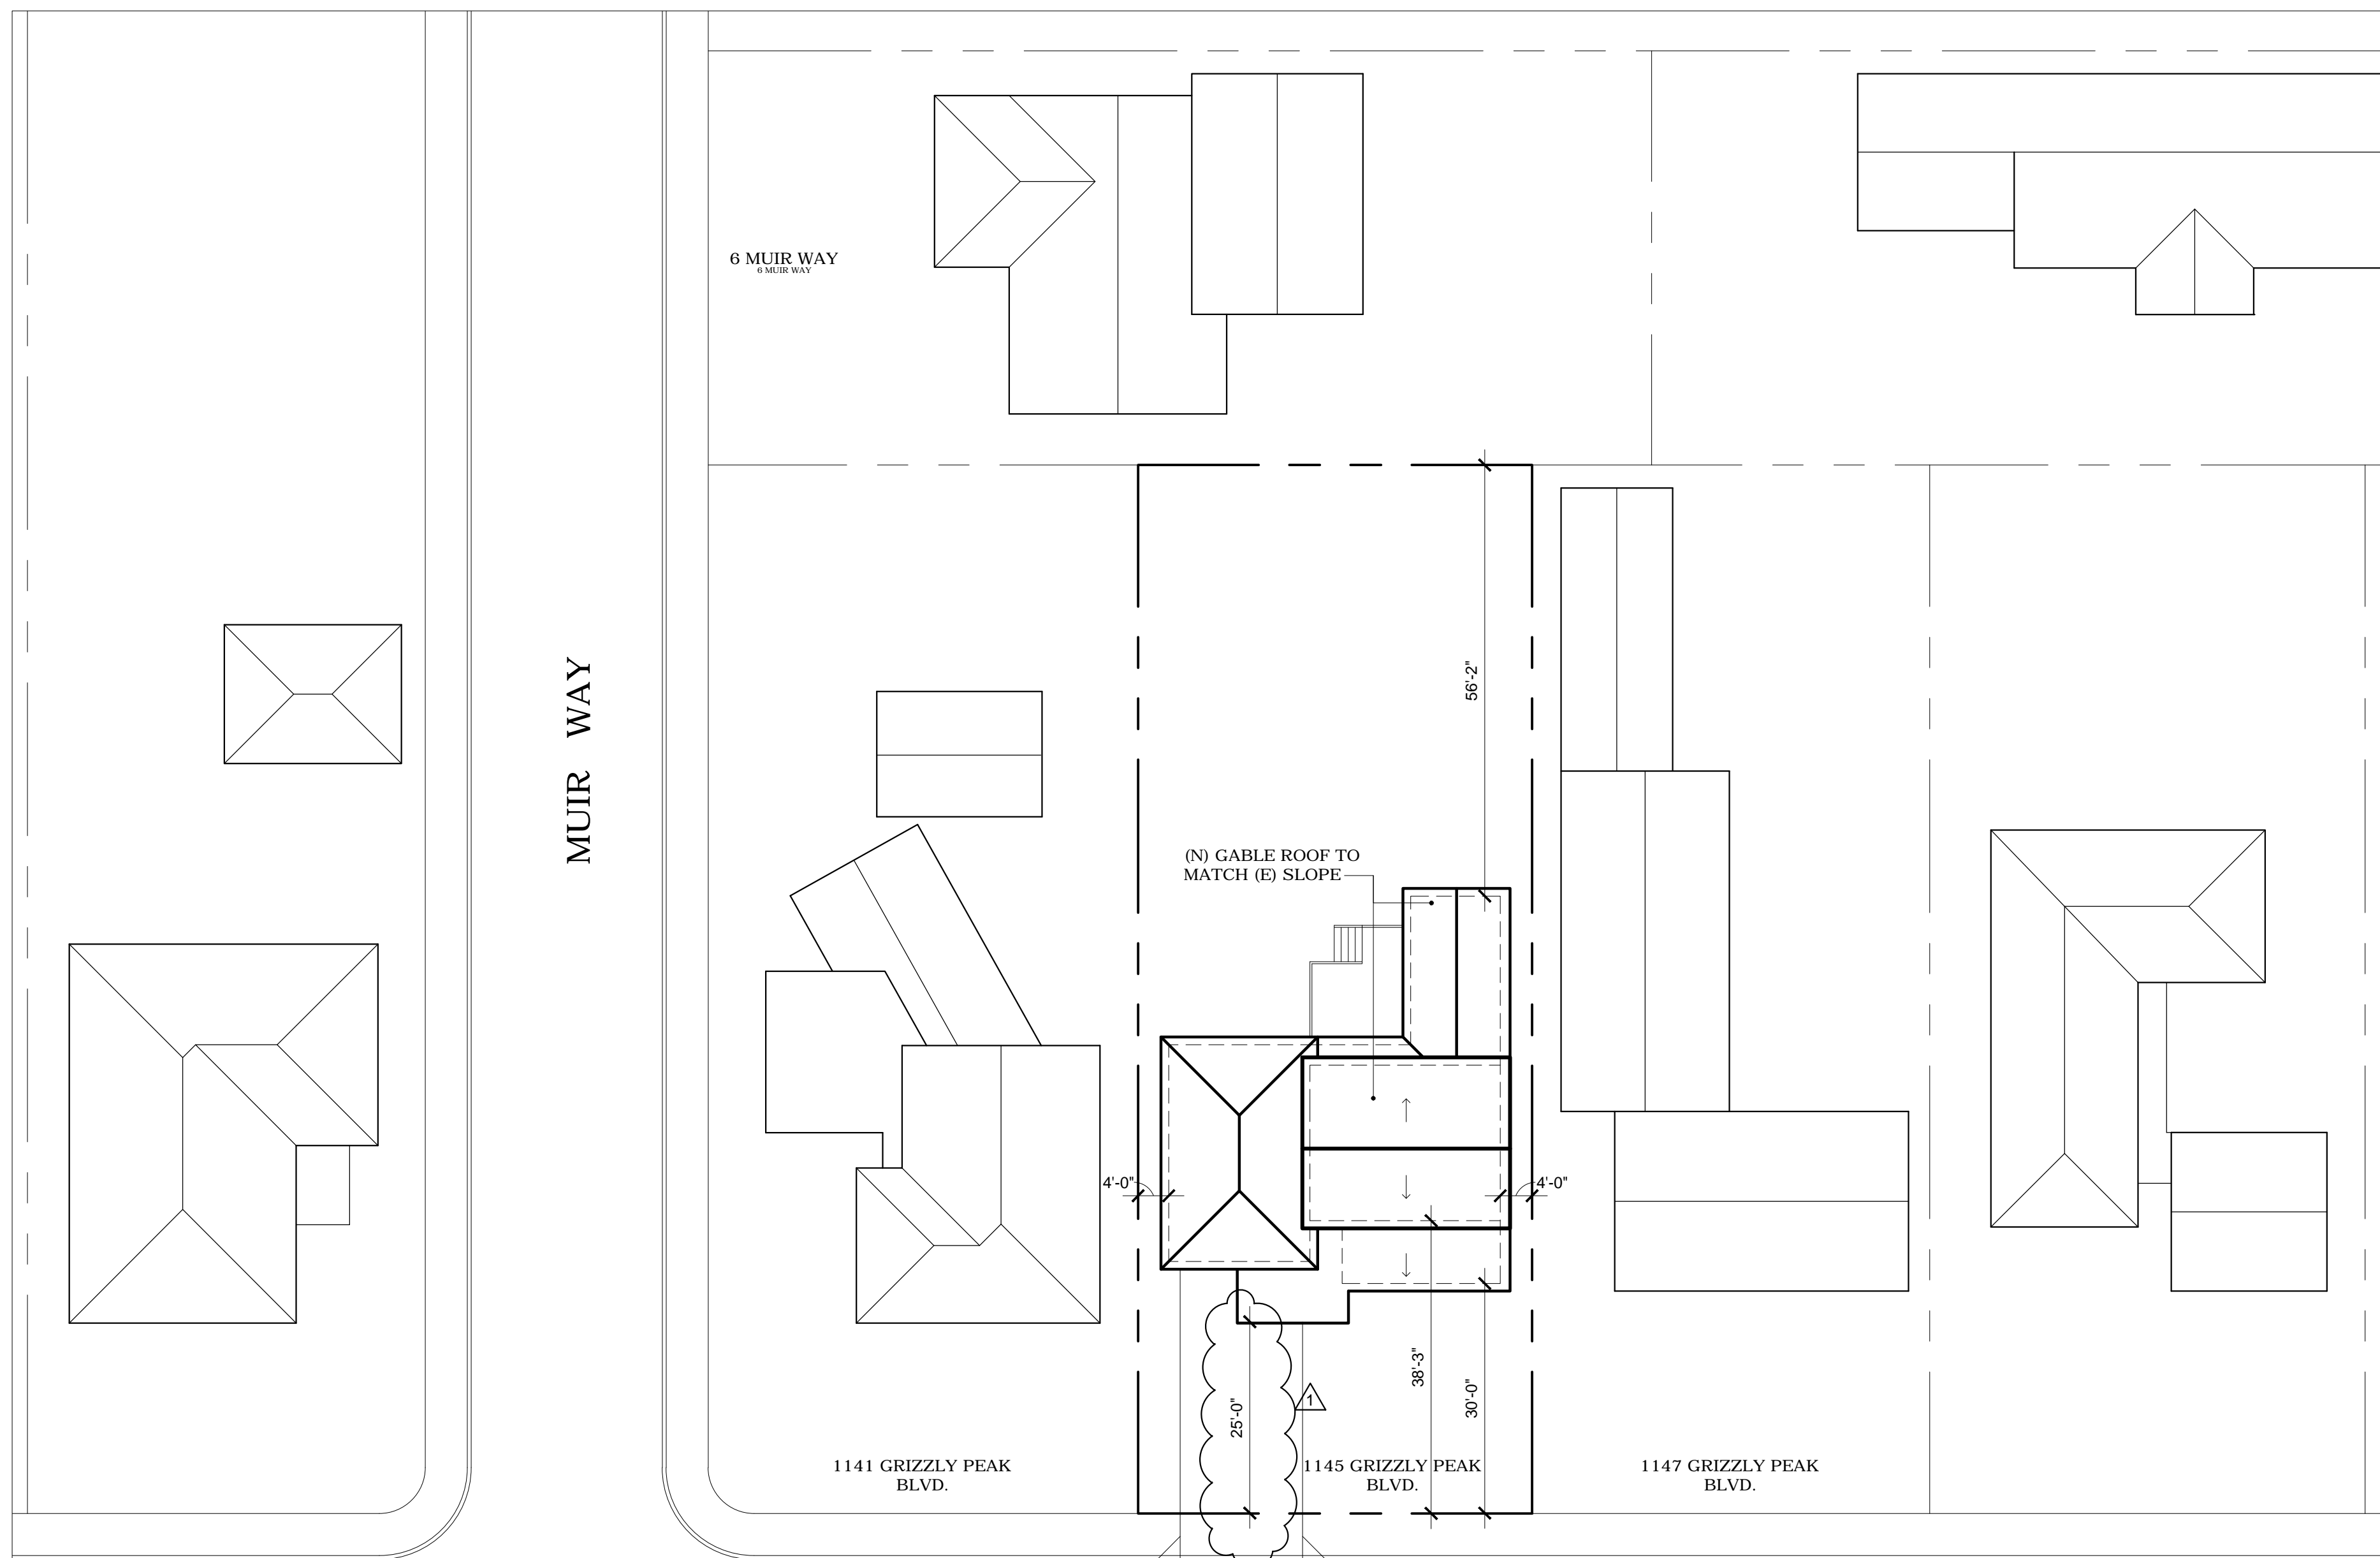 6 MUIR WAY
6 MUIR WAY
MUIR WAY
56'-2"
(N) GABLE ROOF TO
MATCH (E) SLOPE
4'-0"
4'-0"
25'-0"
1
38'-3"
30'-0"
1141 GRIZZLY PEAK
BLVD.
1145 GRIZZLY PEAK
BLVD.
1147 GRIZZLY PEAK
BLVD.